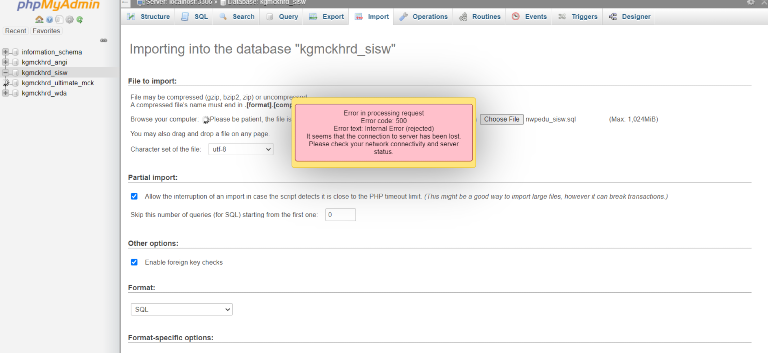 phpMyAdmin
Server: localhost:3306 » Database: kgmckhrd_sisw
Recent Favorites
information_schema
kgmckhrd_angi
kgmckhrd_sisw
kgmckhrd_ultimate_mck
kgmckhrd_wda
Structure SQL Search Query Export Import Operations Routines Events Triggers Designer
Importing into the database "kgmckhrd_sisw"
File to import:
File may be compressed (gzip, bzip2, zip) or uncompressed.
A compressed file's name must end in .[format].[comp
Browse your computer: Please be patient, the file is Choose File nwpedu_sisw.sql (Max: 1,024MiB)
You may also drag and drop a file on any page.
Character set of the file: utf-8
Error in processing request
Error code: 500
Error text: Internal Error (rejected)
It seems that the connection to server has been lost.
Please check your network connectivity and server
status.
Partial import:
Allow the interruption of an import in case the script detects it is close to the PHP timeout limit. (This might be a good way to import large files, however it can break transactions.)
Skip this number of queries (for SQL) starting from the first one: 0
Other options:
Enable foreign key checks
Format:
SQL
Format-specific options: